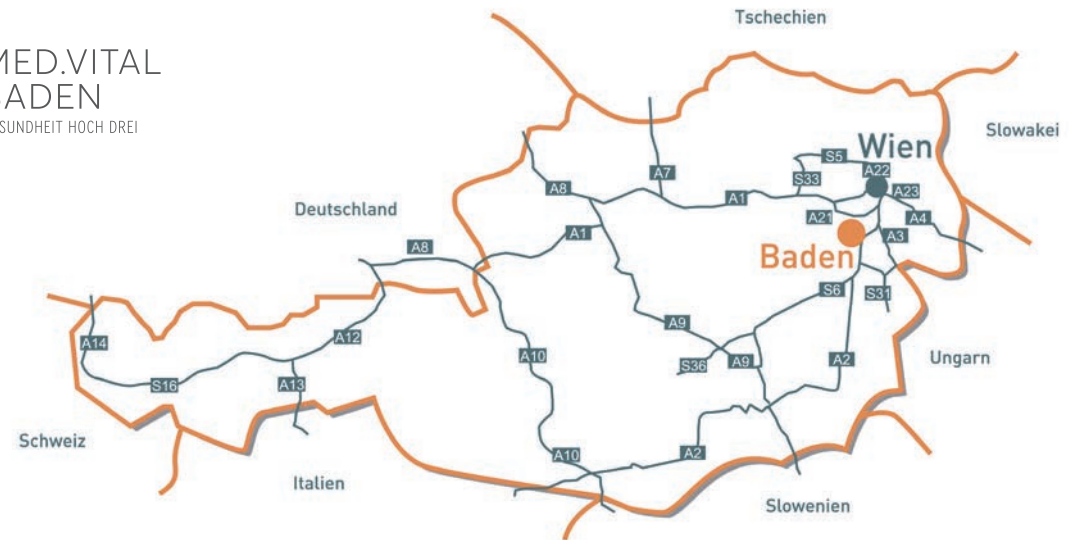 Tschechien
MED.VITAL
BADEN
SUNDHEIT HOCH DREI
Slowakei
Wien
S5
A22
A7
S33
A8
A23
A1
Deutschland
A21
A4
A1
A3
A8
Baden
S6
S31
A9
A12
A14
A10
Ungarn
A9
A2
S36
S16
A13
Schweiz
A10
A2
Italien
Slowenien